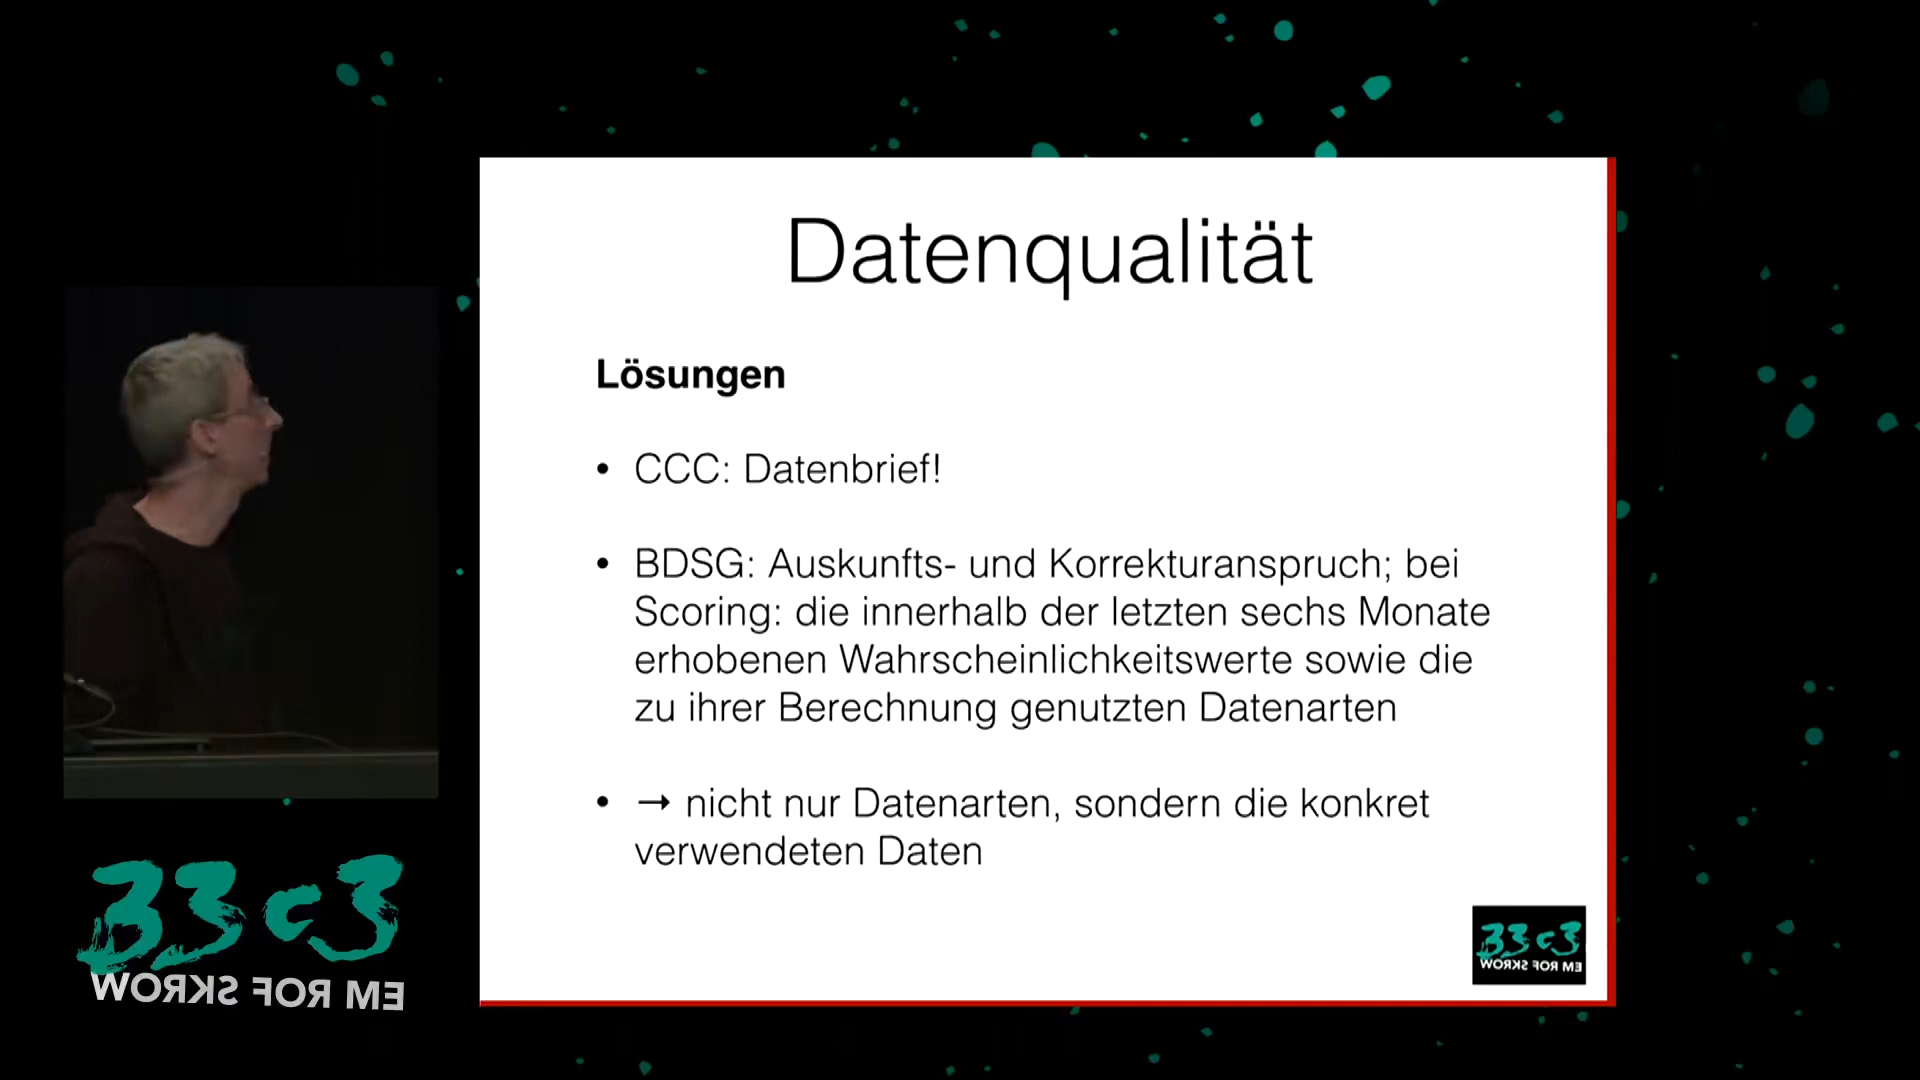 Datenqualität
Lösungen
• CCC: Datenbrief!
• BDSG: Auskunfts- und Korrekturanspruch; bei
Scoring: die innerhalb der letzten sechs Monate
erhobenen Wahrscheinlichkeitswerte sowie die
zu ihrer Berechnung genutzten Datenarten
• → nicht nur Datenarten, sondern die konkret
verwendeten Daten
33c3
WORKS FOR ME
33c3
WORKS FOR ME